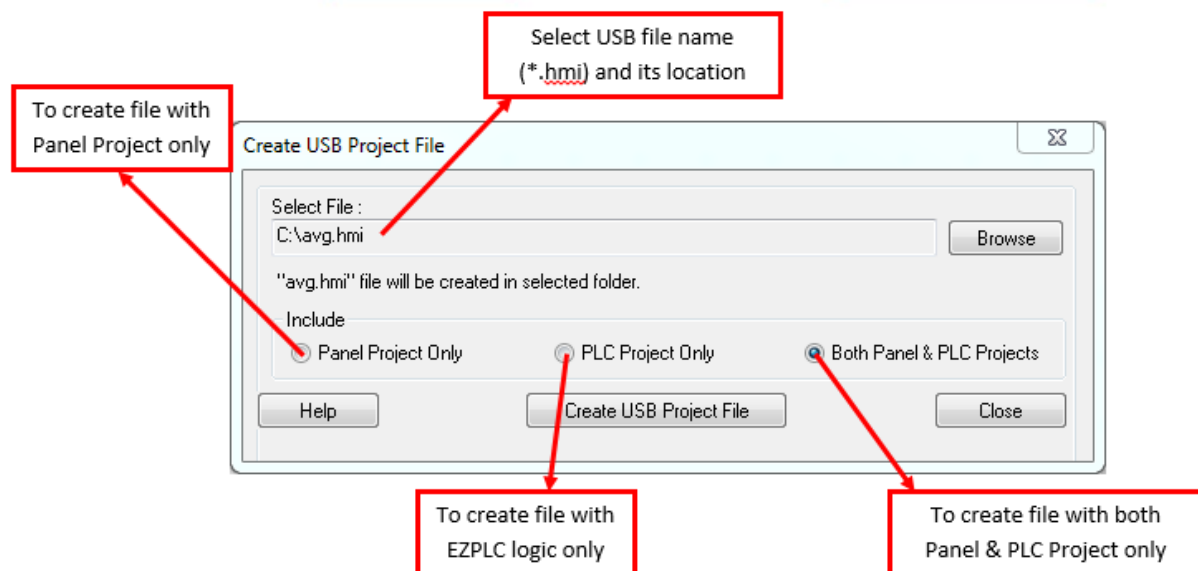 Select USB file name
(*.hmi) and its location
To create file with
Panel Project only
Create USB Project File
Select File :
C:\avg.hmi
Browse
"avg.hmi" file will be created in selected folder.
Include
Panel Project Only
PLC Project Only
Both Panel & PLC Projects
Help
Create USB Project File
Close
To create file with
EZPLC logic only
To create file with both
Panel & PLC Project only